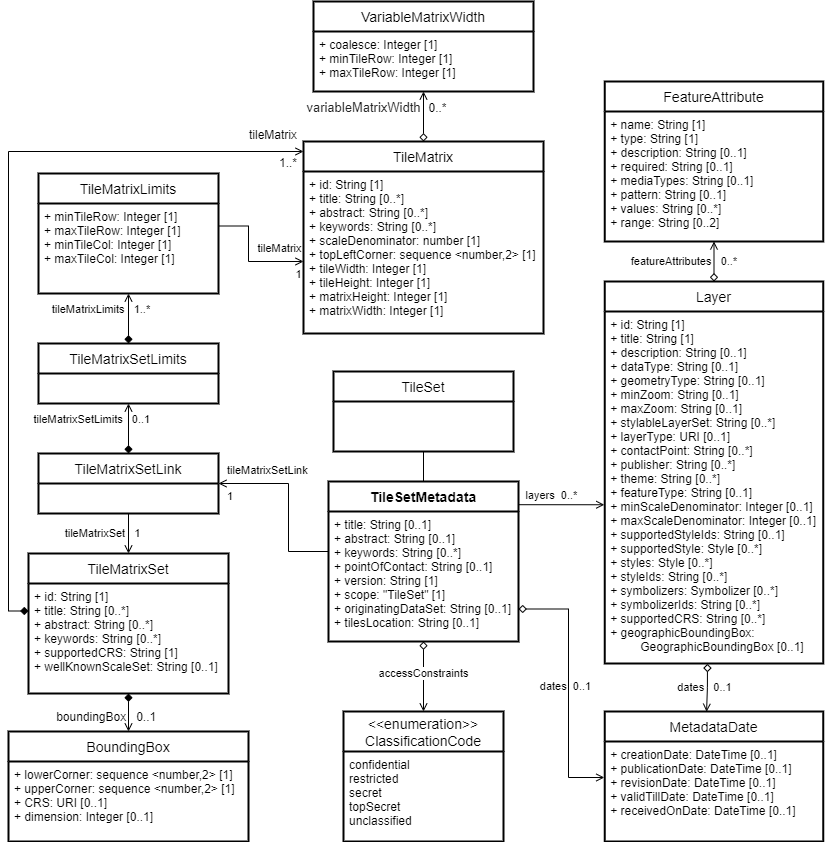 VariableMatrixWidth
+ coalesce: Integer [1]
+ minTileRow: Integer [1]
+ maxTileRow: Integer [1]
variableMatrixWidth 0..*
tileMatrix
1..*
TileMatrix
+ id: String [1]
+ title: String [0..*]
+ abstract: String [0..*]
+ keywords: String [0..*]
+ scaleDenominator: number [1]
+ topLeftCorner: sequence <number,2> [1]
+ tileWidth: Integer [1]
+ tileHeight: Integer [1]
+ matrixHeight: Integer [1]
+ matrixWidth: Integer [1]
FeatureAttribute
+ name: String [1]
+ type: String [1]
+ description: String [0..1]
+ required: String [0..1]
+ mediaTypes: String [0..1]
+ pattern: String [0..1]
+ values: String [0..*]
+ range: String [0..2]
featureAttributes 0..*
TileMatrixLimits
+ minTileRow: Integer [1]
+ maxTileRow: Integer [1]
+ minTileCol: Integer [1]
+ maxTileCol: Integer [1]
tileMatrix
1
tileMatrixLimits 1..*
TileMatrixSetLimits
tileMatrixSetLimits 0..1
TileMatrixSetLink
tileMatrixSetLink
1
tileMatrixSet 1
TileSet
TileSetMetadata
+ title: String [0..1]
+ abstract: String [0..1]
+ keywords: String [0..*]
+ pointOfContact: String [0..1]
+ version: String [1]
+ scope: "TileSet" [1]
+ originatingDataSet: String [0..1]
+ tilesLocation: String [0..1]
layers 0..*
Layer
+ id: String [1]
+ title: String [1]
+ description: String [0..1]
+ dataType: String [0..1]
+ geometryType: String [0..1]
+ minZoom: String [0..1]
+ maxZoom: String [0..1]
+ stylableLayerSet: String [0..*]
+ layerType: URI [0..1]
+ contactPoint: String [0..*]
+ publisher: String [0..*]
+ theme: String [0..*]
+ featureType: String [0..1]
+ minScaleDenominator: Integer [0..1]
+ maxScaleDenominator: Integer [0..1]
+ supportedStyleIds: String [0..1]
+ supportedStyle: Style [0..*]
+ styles: Style [0..*]
+ styleIds: String [0..*]
+ symbolizers: Symbolizer [0..*]
+ symbolizerIds: String [0..*]
+ supportedCRS: String [0..*]
+ geographicBoundingBox:
GeographicBoundingBox [0..1]
TileMatrixSet
+ id: String [1]
+ title: String [0..*]
+ abstract: String [0..*]
+ keywords: String [0..*]
+ supportedCRS: String [1]
+ wellKnownScaleSet: String [0..1]
boundingBox 0..1
BoundingBox
+ lowerCorner: sequence <number,2> [1]
+ upperCorner: sequence <number,2> [1]
+ CRS: URI [0..1]
+ dimension: Integer [0..1]
accessConstraints
<<enumeration>>
ClassificationCode
confidential
restricted
secret
topSecret
unclassified
dates 0..1
dates 0..1
MetadataDate
+ creationDate: DateTime [0..1]
+ publicationDate: DateTime [0..1]
+ revisionDate: DateTime [0..1]
+ validTillDate: DateTime [0..1]
+ receivedOnDate: DateTime [0..1]